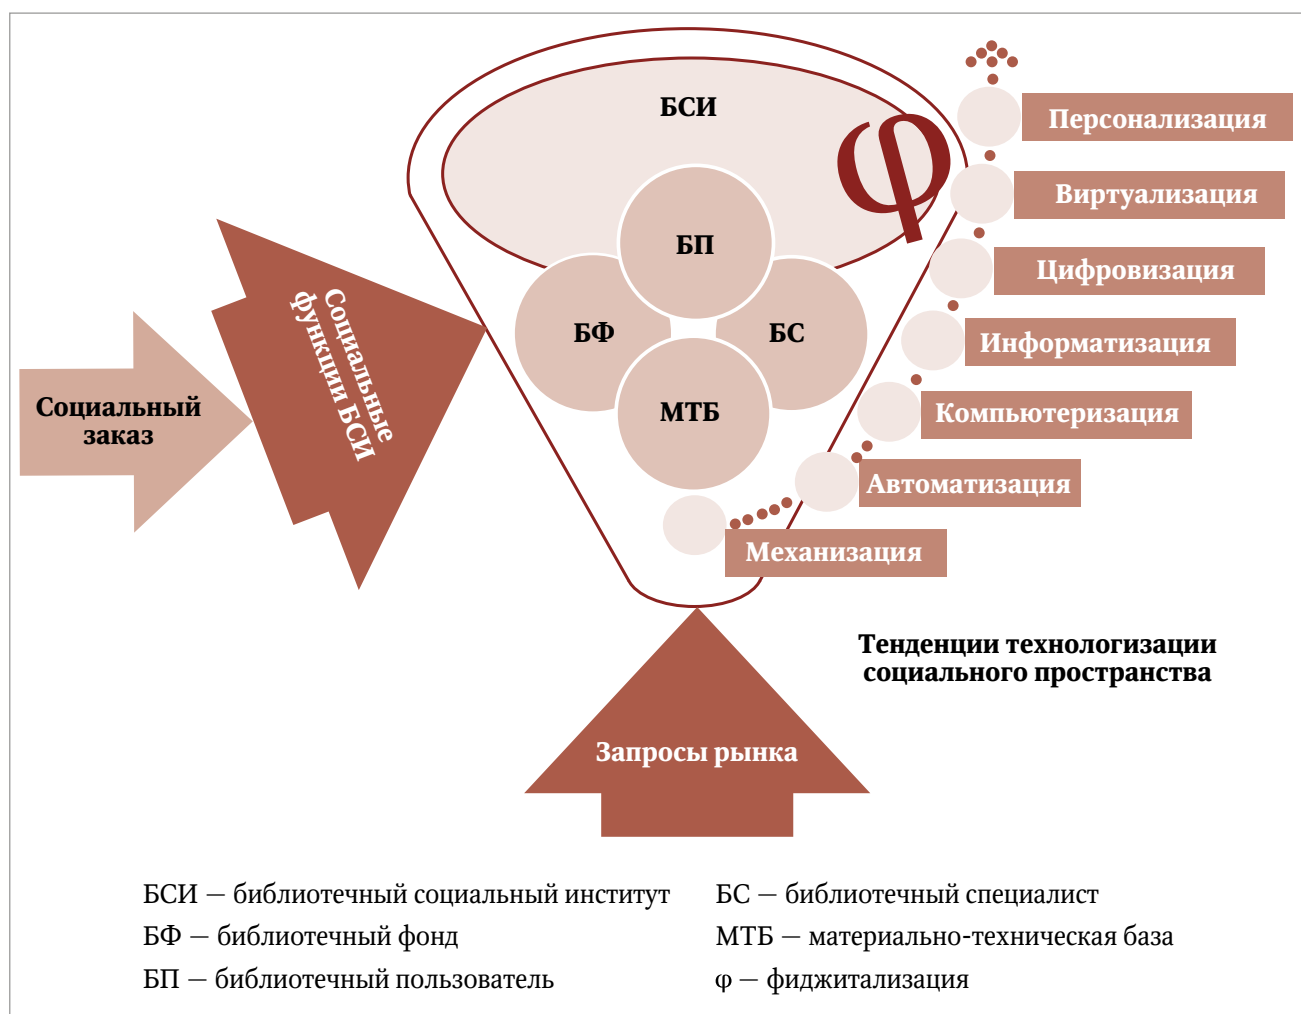 БСИ
φ
БП
БФ
БС
МТБ
Персонализация
Виртуализация
Цифровизация
Информатизация
Компьютеризация
Автоматизация
Механизация
Социальные
функции БСИ
Социальный
заказ
Тенденции технологизации
социального пространства
Запросы рынка
БСИ — библиотечный социальный институт
БФ — библиотечный фонд
БП — библиотечный пользователь
БС — библиотечный специалист
МТБ — материально-техническая база
φ — фиджитализация